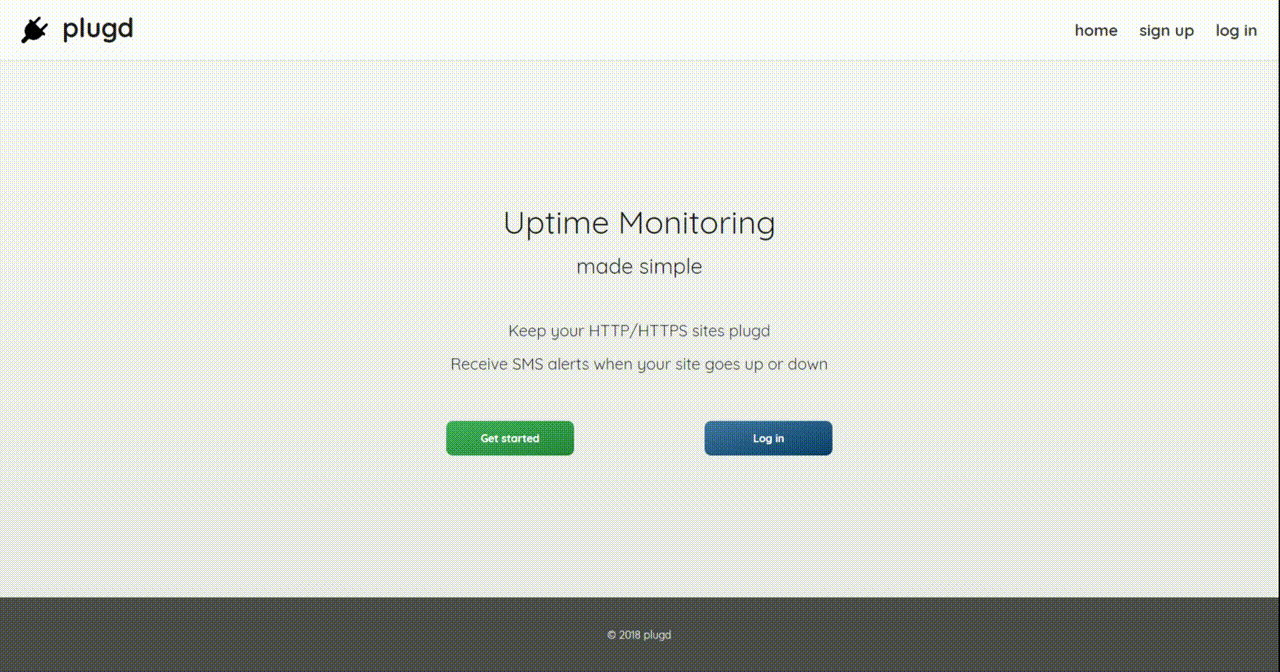 plugd
home sign up log in
Uptime Monitoring
made simple
Keep your HTTP/HTTPS sites plugd
Receive SMS alerts when your site goes up or down
Get started
Log in
© 2018 plugd